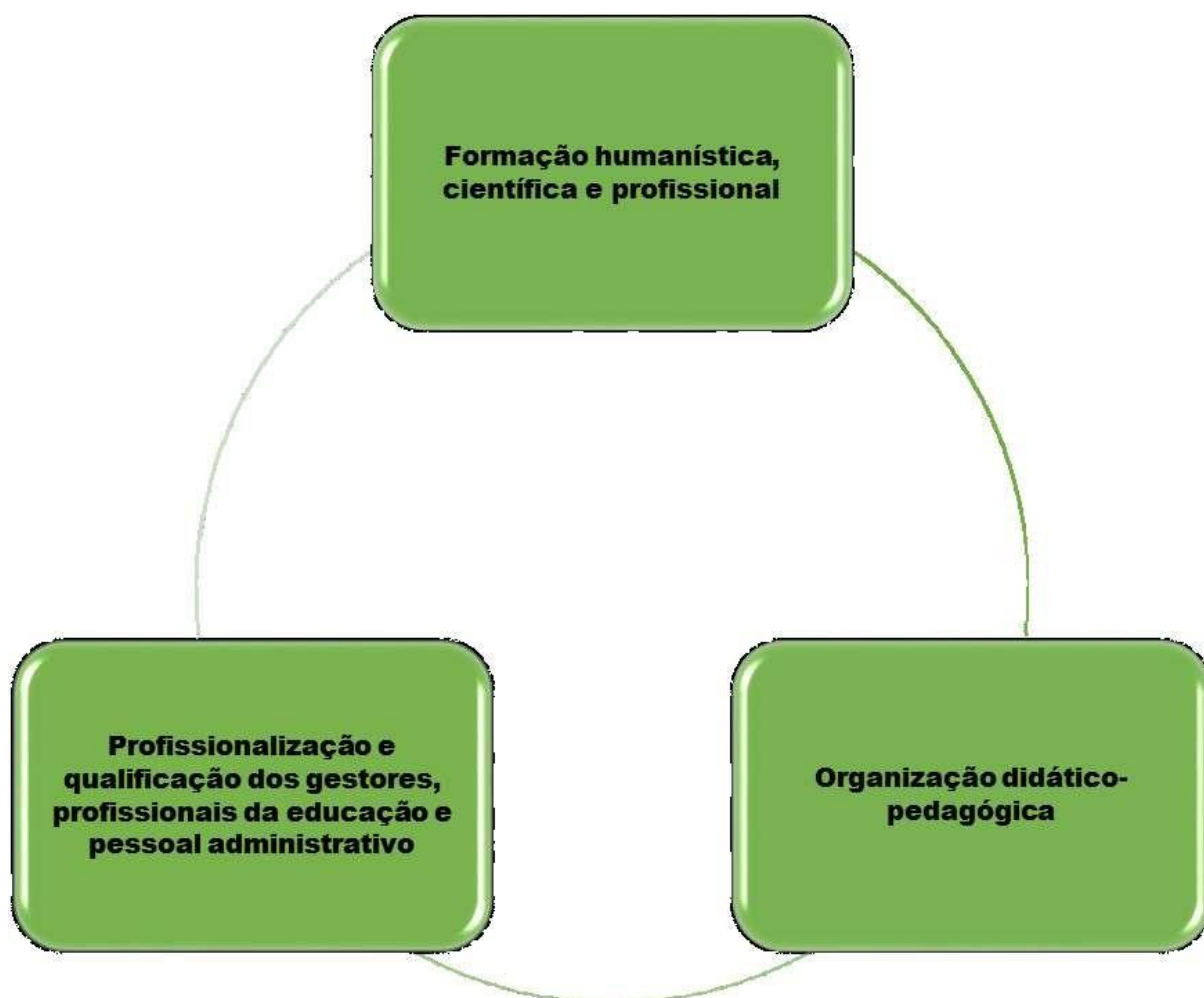 Formação humanística,
científica e profissional
Profissionalização e
qualificação dos gestores,
profissionais da educação e
pessoal administrativo
Organização didático-
pedagógica